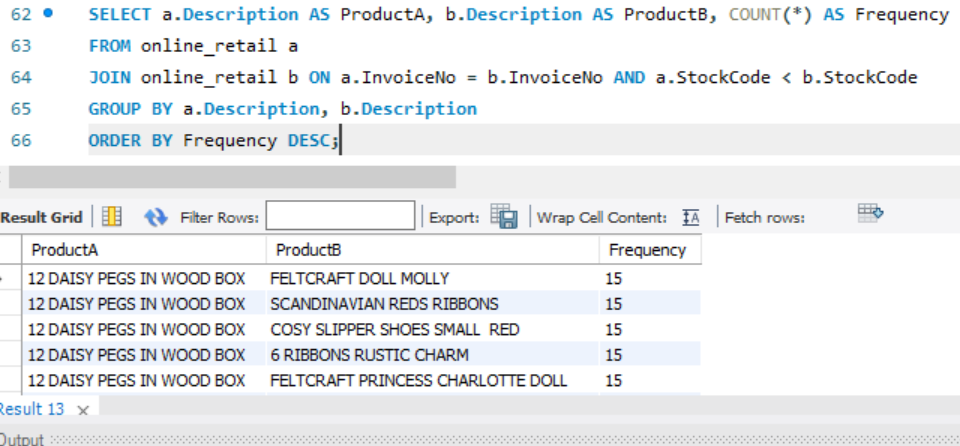 62 SELECT a.Description AS ProductA, b.Description AS ProductB, COUNT(*) AS Frequency
63 FROM online_retail a
64 JOIN online_retail b ON a.InvoiceNo = b.InvoiceNo AND a.StockCode < b.StockCode
65 GROUP BY a.Description, b.Description
66 ORDER BY Frequency DESC;
Result Grid Filter Rows: Export: Wrap Cell Content: Fetch rows:
ProductA ProductB Frequency
12 DAISY PEGS IN WOOD BOX FELTCRAFT DOLL MOLLY 15
12 DAISY PEGS IN WOOD BOX SCANDINAVIAN REDS RIBBONS 15
12 DAISY PEGS IN WOOD BOX COSY SLIPPER SHOES SMALL  RED 15
12 DAISY PEGS IN WOOD BOX 6 RIBBONS RUSTIC CHARM 15
12 DAISY PEGS IN WOOD BOX FELTCRAFT PRINCESS CHARLOTTE DOLL 15
Result 13
Output